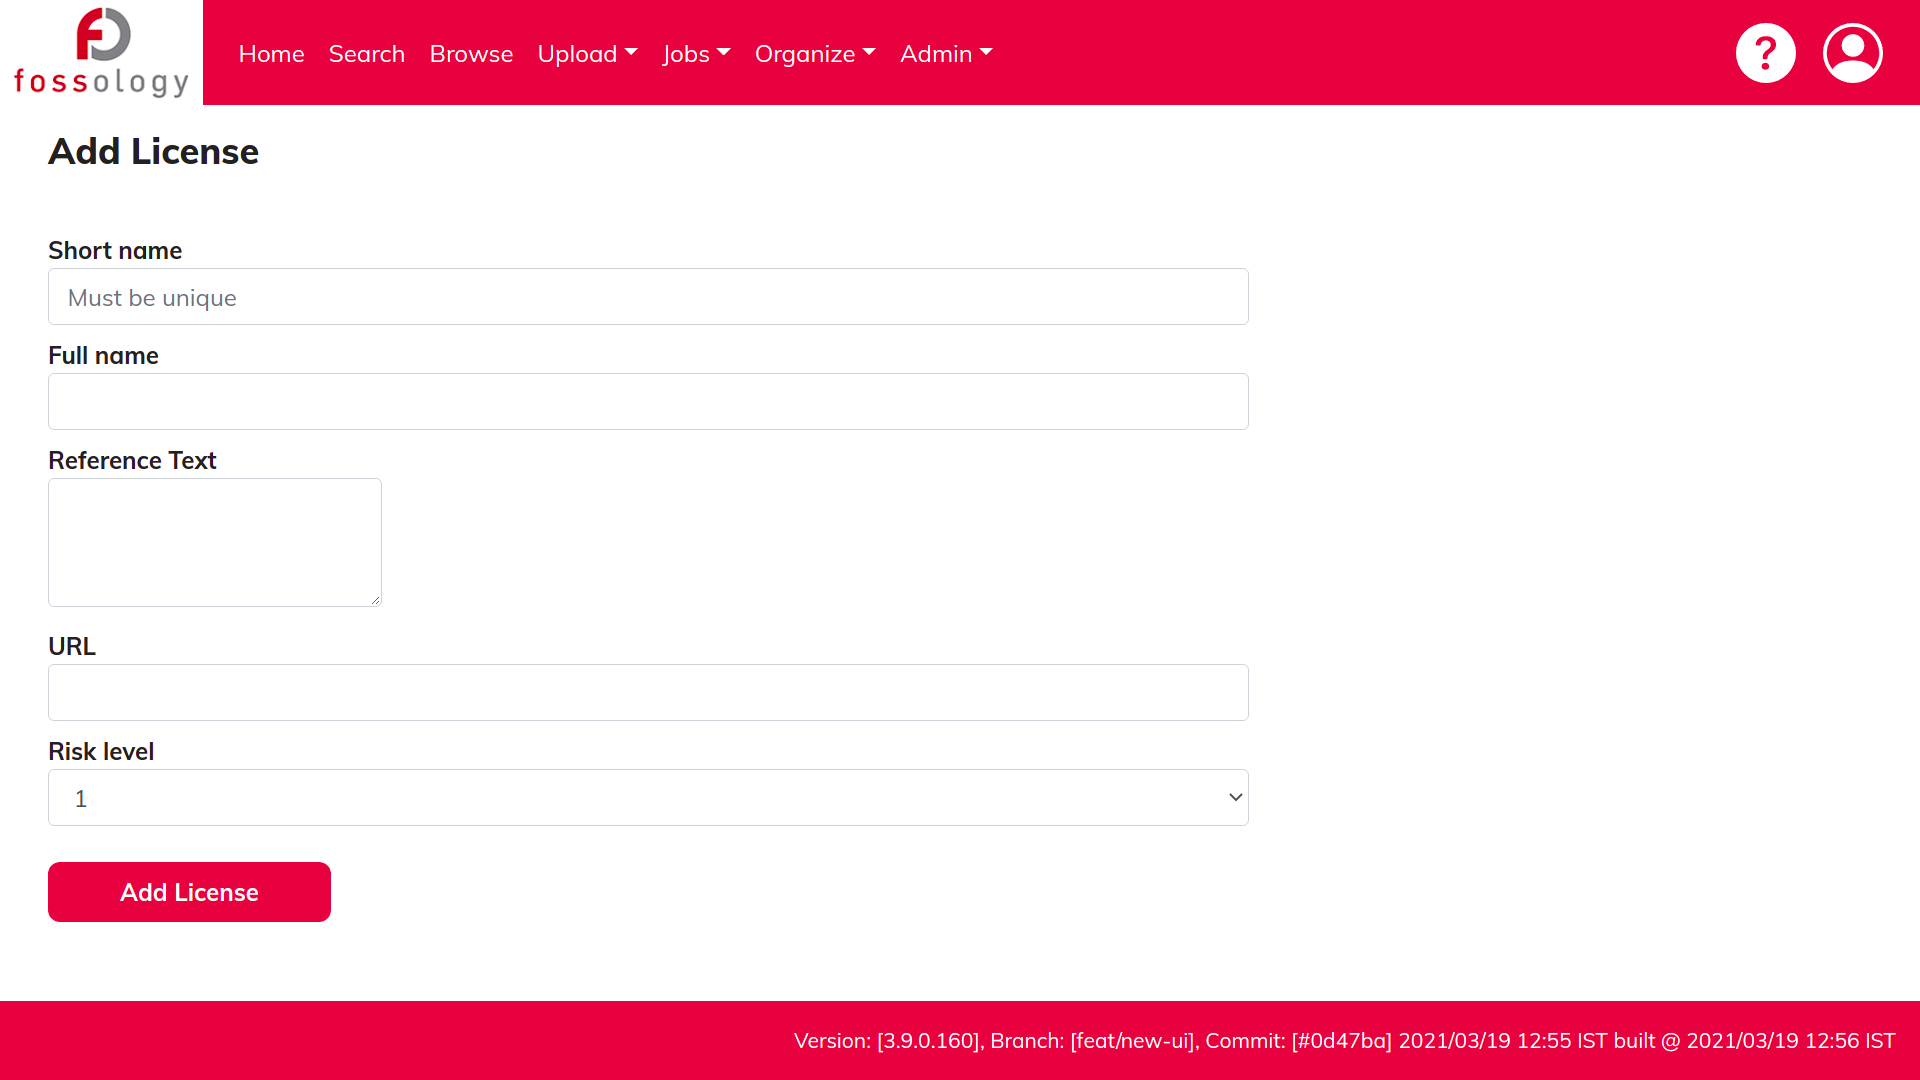 fossology
Home Search Browse Upload Jobs Organize Admin
?
Add License
Short name
Must be unique
Full name
Reference Text
URL
Risk level
1
Add License
Version: [3.9.0.160], Branch: [feat/new-ui], Commit: [#0d47ba] 2021/03/19 12:55 IST built @ 2021/03/19 12:56 IST